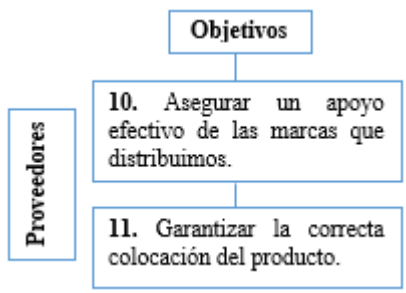 Objetivos
Proveedores
10. Asegurar un apoyo
efectivo de las marcas que
distribuimos.
11. Garantizar la correcta
colocación del producto.